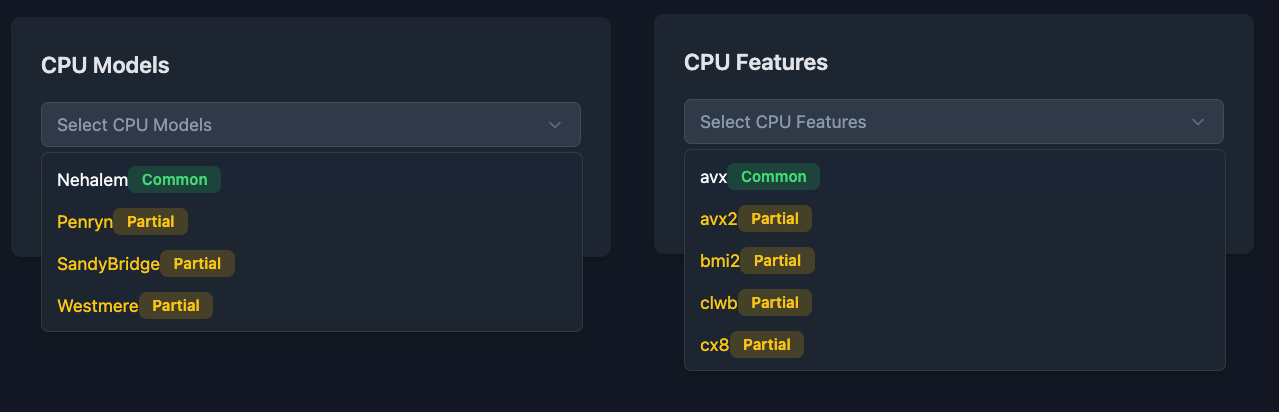 CPU Models
Select CPU Models
Nehalem Common
Penryn Partial
SandyBridge Partial
Westmere Partial
CPU Features
Select CPU Features
avx Common
avx2 Partial
bmi2 Partial
clwb Partial
cx8 Partial